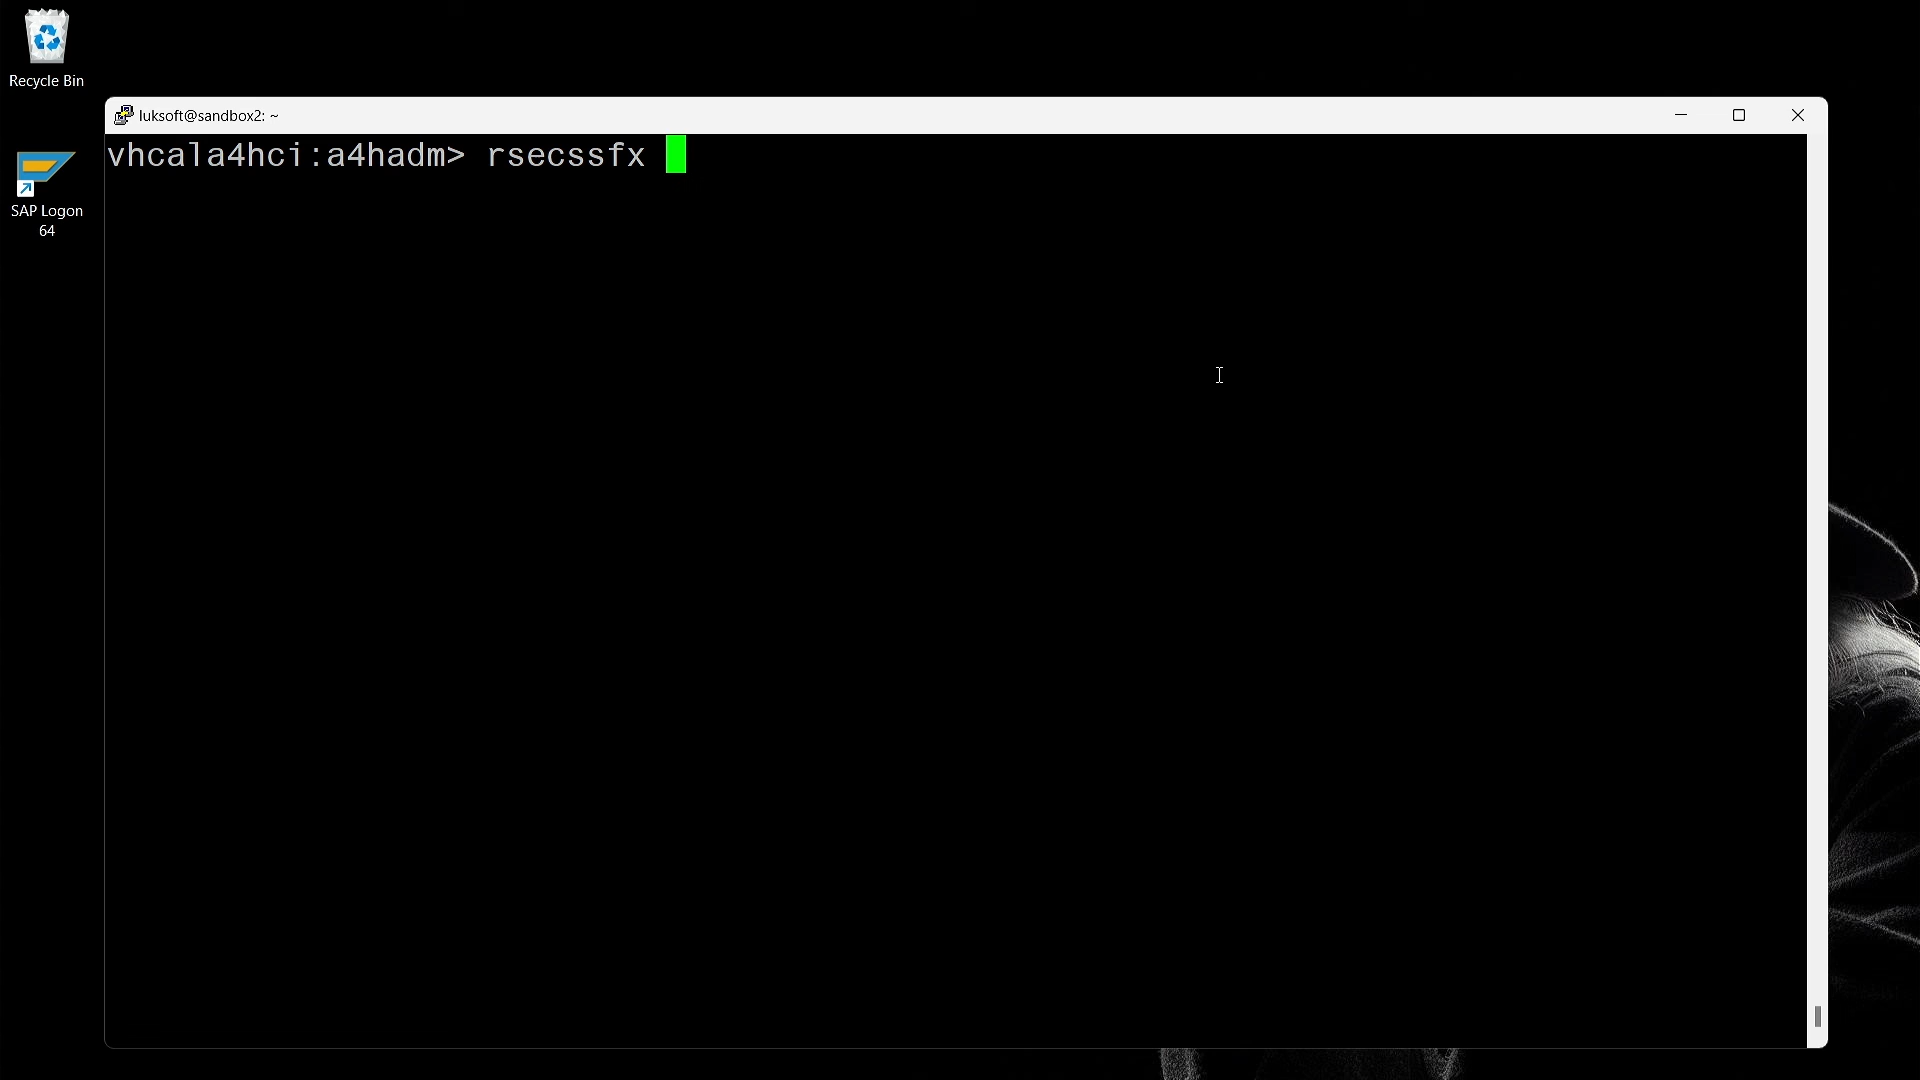 Recycle Bin
luksoft@sandbox2: ~
vhcala4hci:a4hadm> rsecssfx
SAP Logon
64